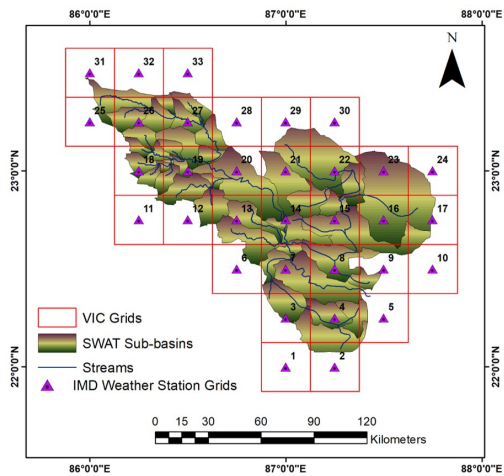 86°0'0"E 87°0'0"E 88°0'0"E
N
31 32 33
25 26 27 28 29 30
23°0'0"N 18 19 20 21 22 23 24 23°0'0"N
11 12 13 14 15 16 17
6 7 8 9 10
3 4 5
VIC Grids
SWAT Sub-basins
Streams
IMD Weather Station Grids
1 2
22°0'0"N 22°0'0"N
0 15 30 60 90 120
Kilometers
86°0'0"E 87°0'0"E 88°0'0"E